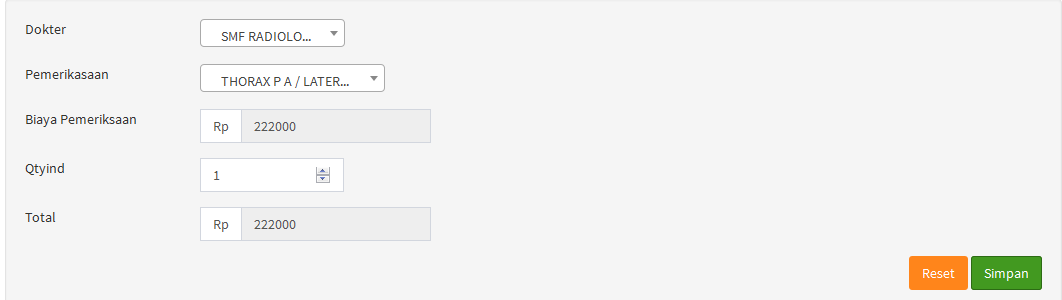 Dokter
SMF RADIOLO...
Pemerikasaan
THORAX P A / LATER...
Biaya Pemeriksaan
Rp 222000
Qtyind
1
Total
Rp 222000
Reset Simpan